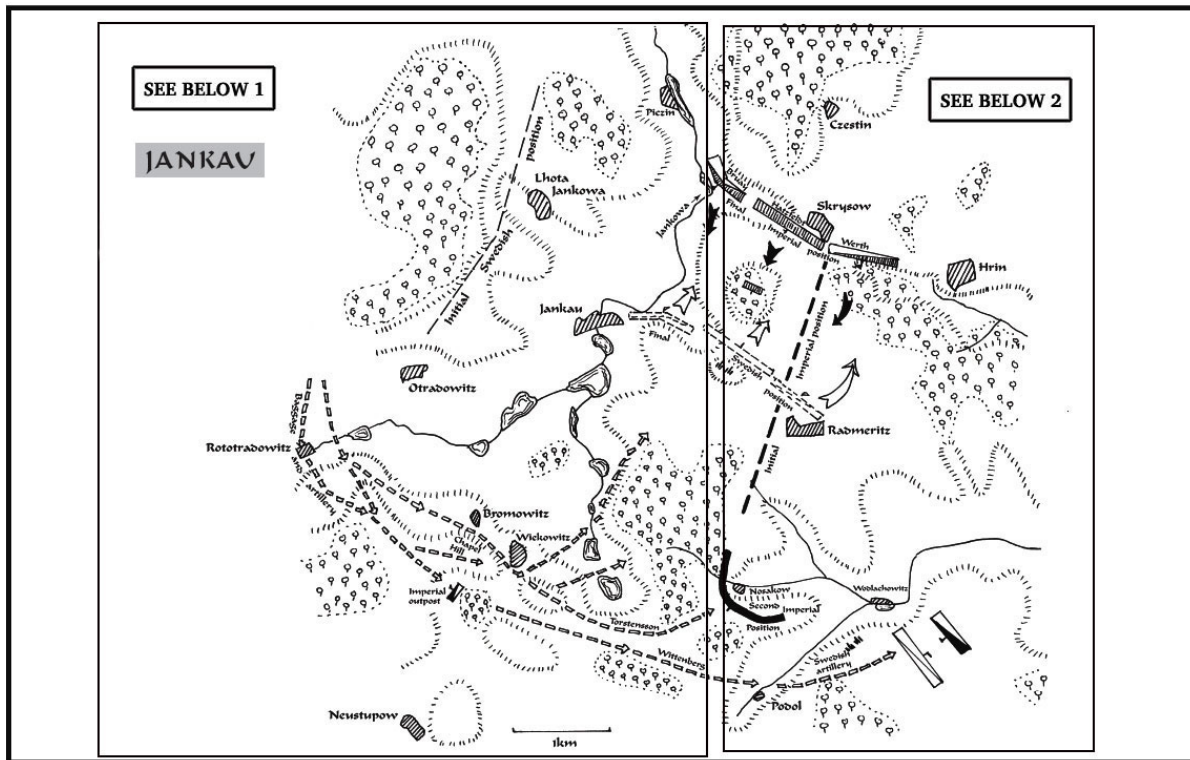 SEE BELOW 1
JANKAU
SEE BELOW 2
Piczin
Czestin
Position
Lhota
Jankowa
Swedish
Initial
Jankowa
Final
Hatzfeld
Imperial
position
Skrysow
Werth
Hrin
Jankau
Final
Swedish
position
Imperial position
Initial
Otradowitz
Radmeritz
Baggage
and
artillery
Rototradowitz
Bromowitz
Chapel
Hill
Wickowitz
Imperial
outpost
Nosakow
Second
Imperial
Position
Wodlachowitz
Torstensson
Wittenberg
Swedish
artillery
Podol
Neustupow
1km